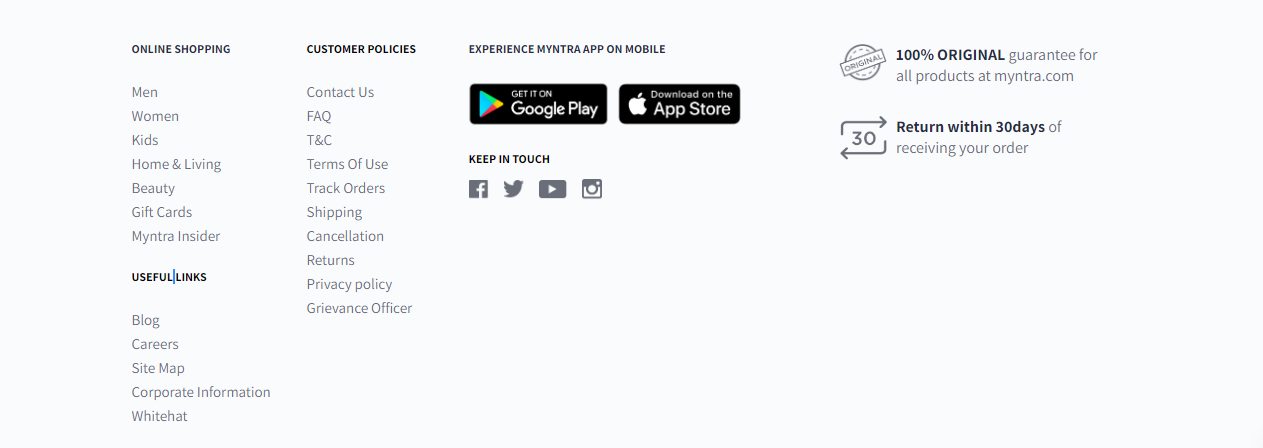 ONLINE SHOPPING
Men
Women
Kids
Home & Living
Beauty
Gift Cards
Myntra Insider
USEFUL LINKS
Blog
Careers
Site Map
Corporate Information
Whitehat
CUSTOMER POLICIES
Contact Us
FAQ
T&C
Terms Of Use
Track Orders
Shipping
Cancellation
Returns
Privacy policy
Grievance Officer
EXPERIENCE MYNTRA APP ON MOBILE
GET IT ON
Google Play
Download on the
App Store
KEEP IN TOUCH
ORIGINAL
100% ORIGINAL guarantee for
all products at myntra.com
30
Return within 30days of
receiving your order